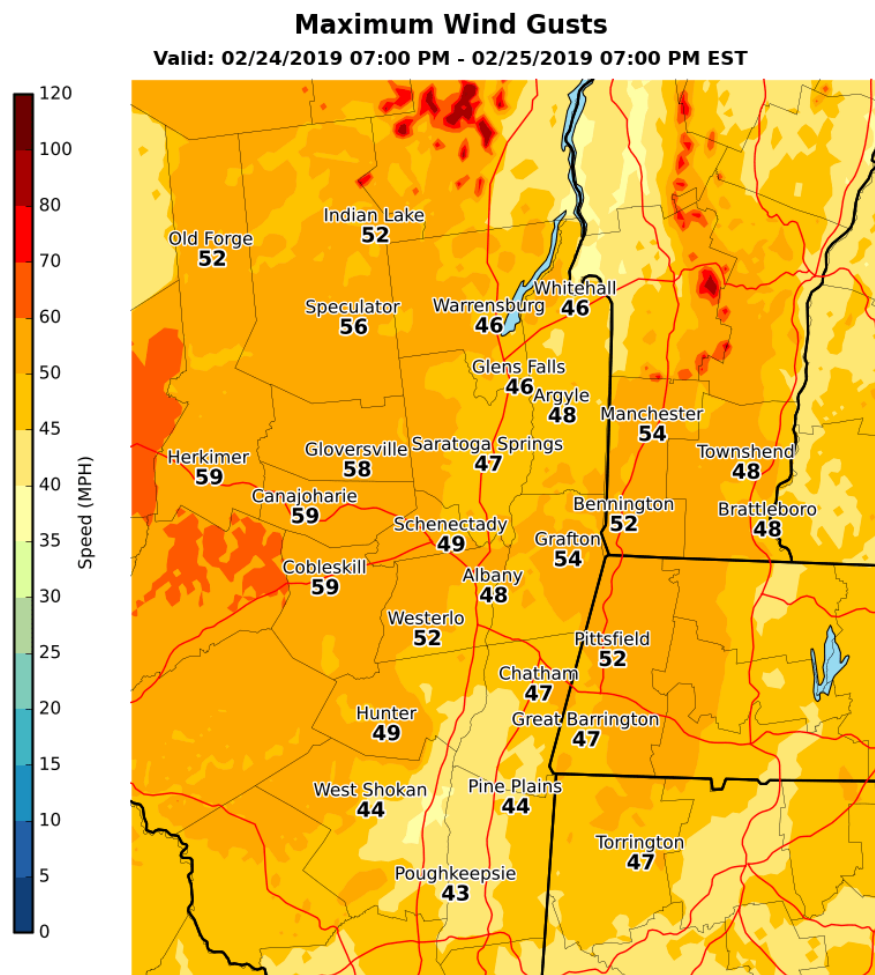 Maximum Wind Gusts
Valid: 02/24/2019 07:00 PM - 02/25/2019 07:00 PM EST
120
100
80
70
60
50
45
40
35
30
25
20
15
10
5
0
Speed (MPH)
Indian Lake
52
Old Forge
52
Whitehall
46
Speculator
56
Warrensburg
46
Glens Falls
46
Argyle
48
Manchester
54
Saratoga Springs
47
Gloversville
58
Townshend
48
Herkimer
59
Canajoharie
59
Bennington
52
Brattleboro
48
Schenectady
49
Grafton
54
Cobleskill
59
Albany
48
Westerlo
52
Pittsfield
52
Chatham
47
Hunter
49
Great Barrington
47
West Shokan
44
Pine Plains
44
Torrington
47
Poughkeepsie
43